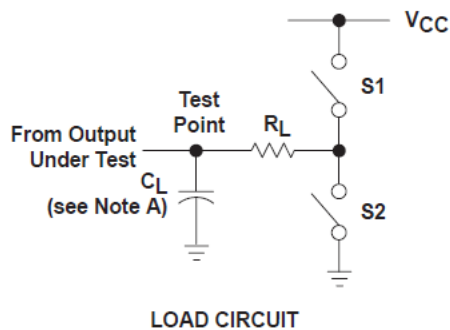 VCC
S1
Test
Point
RL
From Output
Under Test
CL
(see Note A)
S2
LOAD CIRCUIT